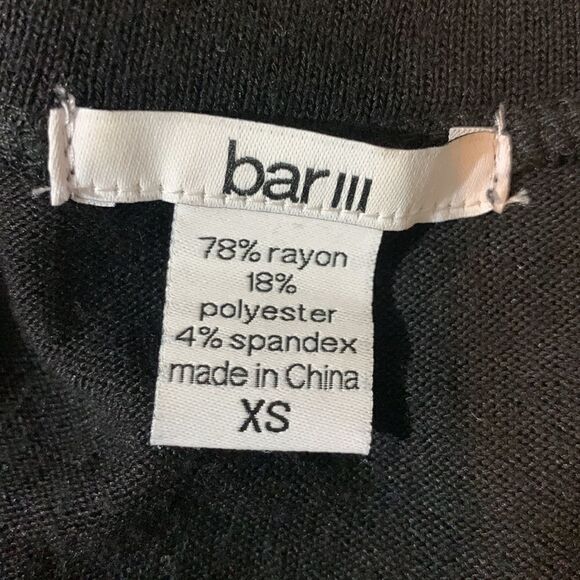 bar III
78% rayon
18%
polyester
4% spandex
made in China
XS